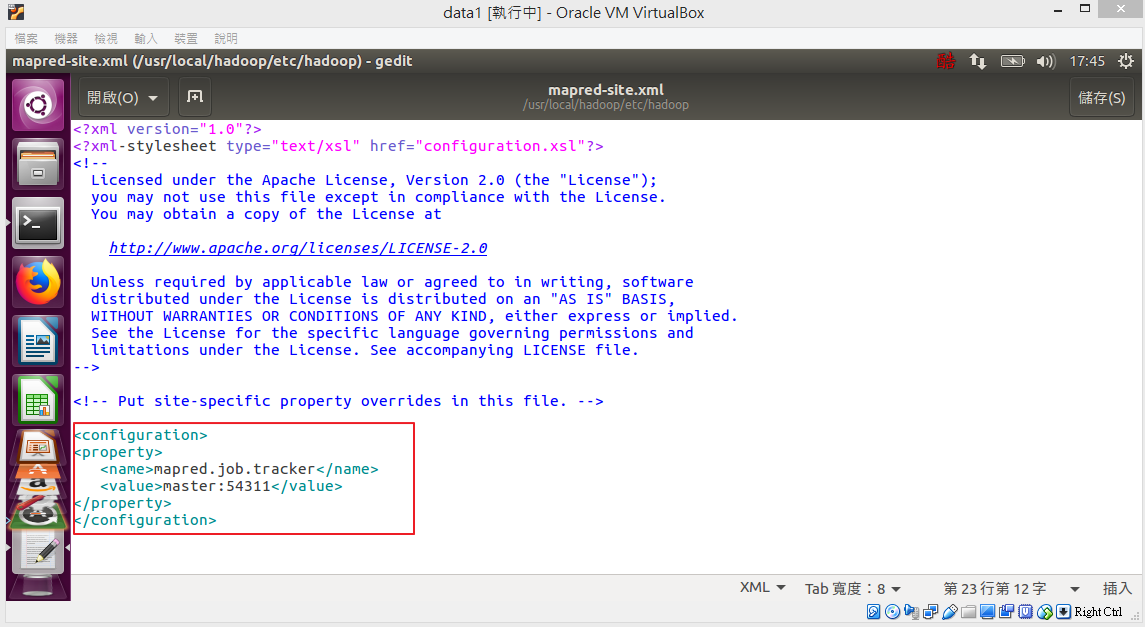 data1 [執行中] - Oracle VM VirtualBox
檔案 機器 檢視 輸入 裝置 說明
mapred-site.xml (/usr/local/hadoop/etc/hadoop) - gedit
酷 17:45
開啟(O)
mapred-site.xml
/usr/local/hadoop/etc/hadoop
儲存(S)
<?xml version="1.0"?>
<?xml-stylesheet type="text/xsl" href="configuration.xsl"?>
<!--
  Licensed under the Apache License, Version 2.0 (the "License");
  you may not use this file except in compliance with the License.
  You may obtain a copy of the License at
    http://www.apache.org/licenses/LICENSE-2.0
  Unless required by applicable law or agreed to in writing, software
  distributed under the License is distributed on an "AS IS" BASIS,
  WITHOUT WARRANTIES OR CONDITIONS OF ANY KIND, either express or implied.
  See the License for the specific language governing permissions and
  limitations under the License. See accompanying LICENSE file.
-->
<!-- Put site-specific property overrides in this file. -->
<configuration>
<property>
   <name>mapred.job.tracker</name>
   <value>master:54311</value>
</property>
</configuration>
XML Tab 寬度：8 第 23 行第 12 字 插入
Right Ctrl